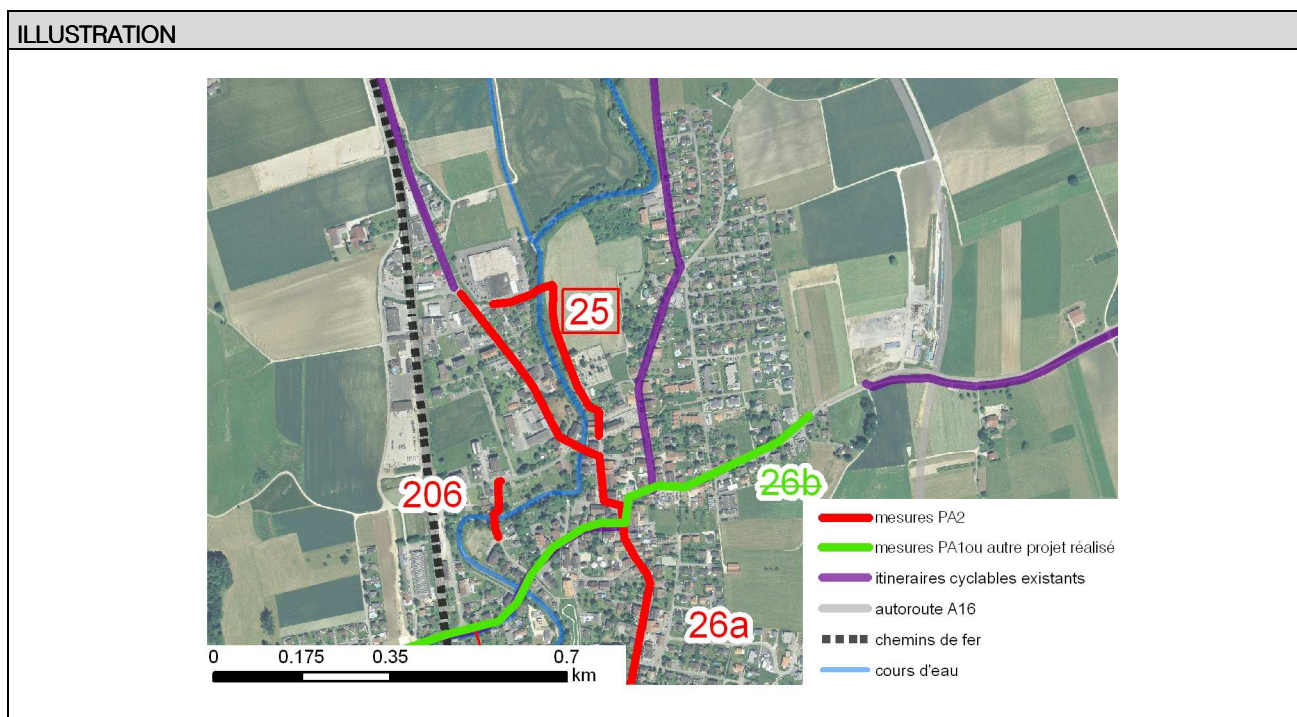 ILLUSTRATION
25
206
26b
26a
mesures PA2
mesures PA1ou autre projet réalisé
itineraires cyclables existants
autoroute A16
chemins de fer
cours d'eau
0 0.175 0.35 0.7
km